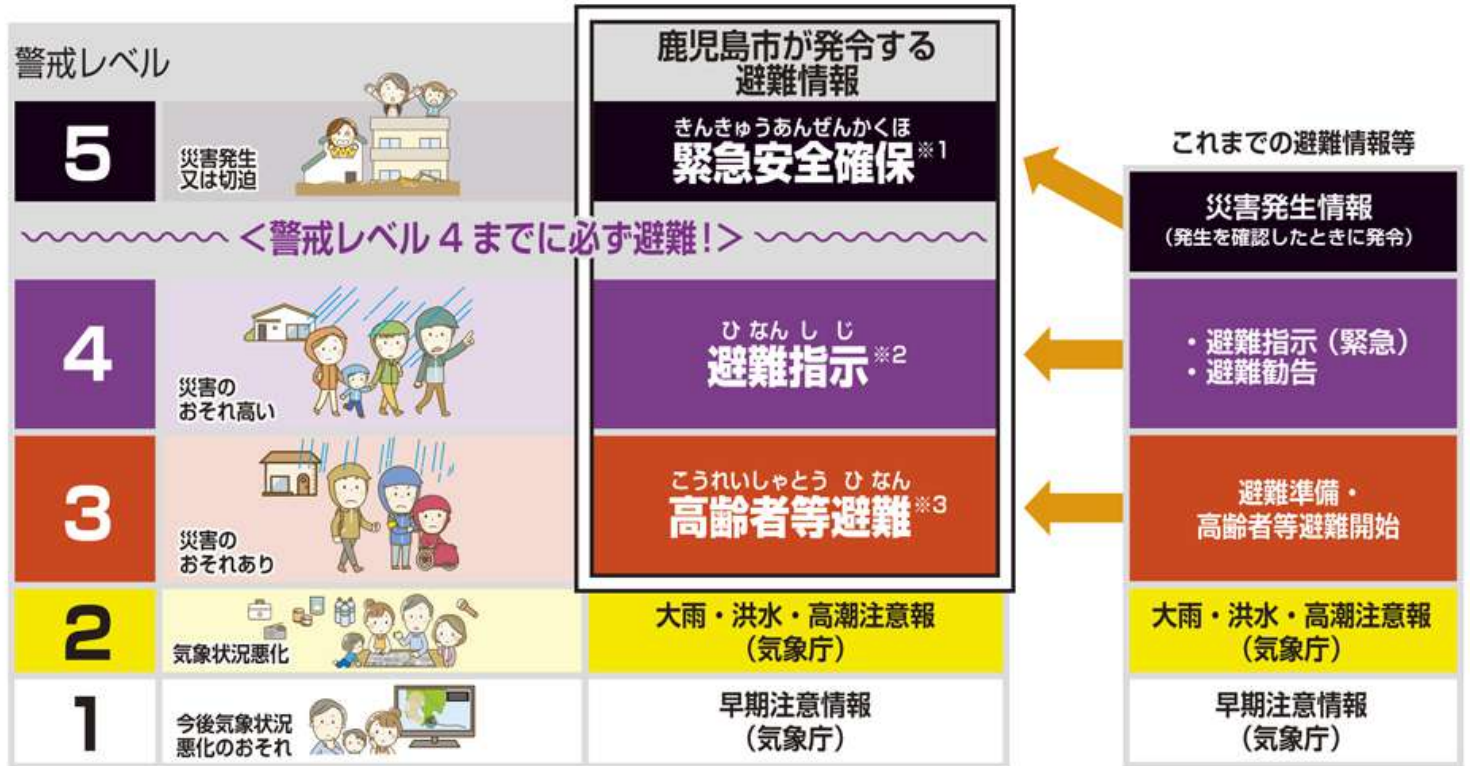 警戒レベル
鹿児島市が発令する
避難情報
5
災害発生
又は切迫
きんきゅうあんぜんかくほ
緊急安全確保※1
<警戒レベル 4 までに必ず避難!>
4
災害の
おそれ高い
ひなんしじ
避難指示※2
3
災害の
おそれあり
こうれいしゃとう ひなん
高齢者等避難※3
2
気象状況悪化
大雨・洪水・高潮注意報
(気象庁)
1
今後気象状況
悪化のおそれ
早期注意情報
(気象庁)
これまでの避難情報等
災害発生情報
(発生を確認したときに発令)
・避難指示(緊急)
・避難勧告
避難準備・
高齢者等避難開始
大雨・洪水・高潮注意報
(気象庁)
早期注意情報
(気象庁)